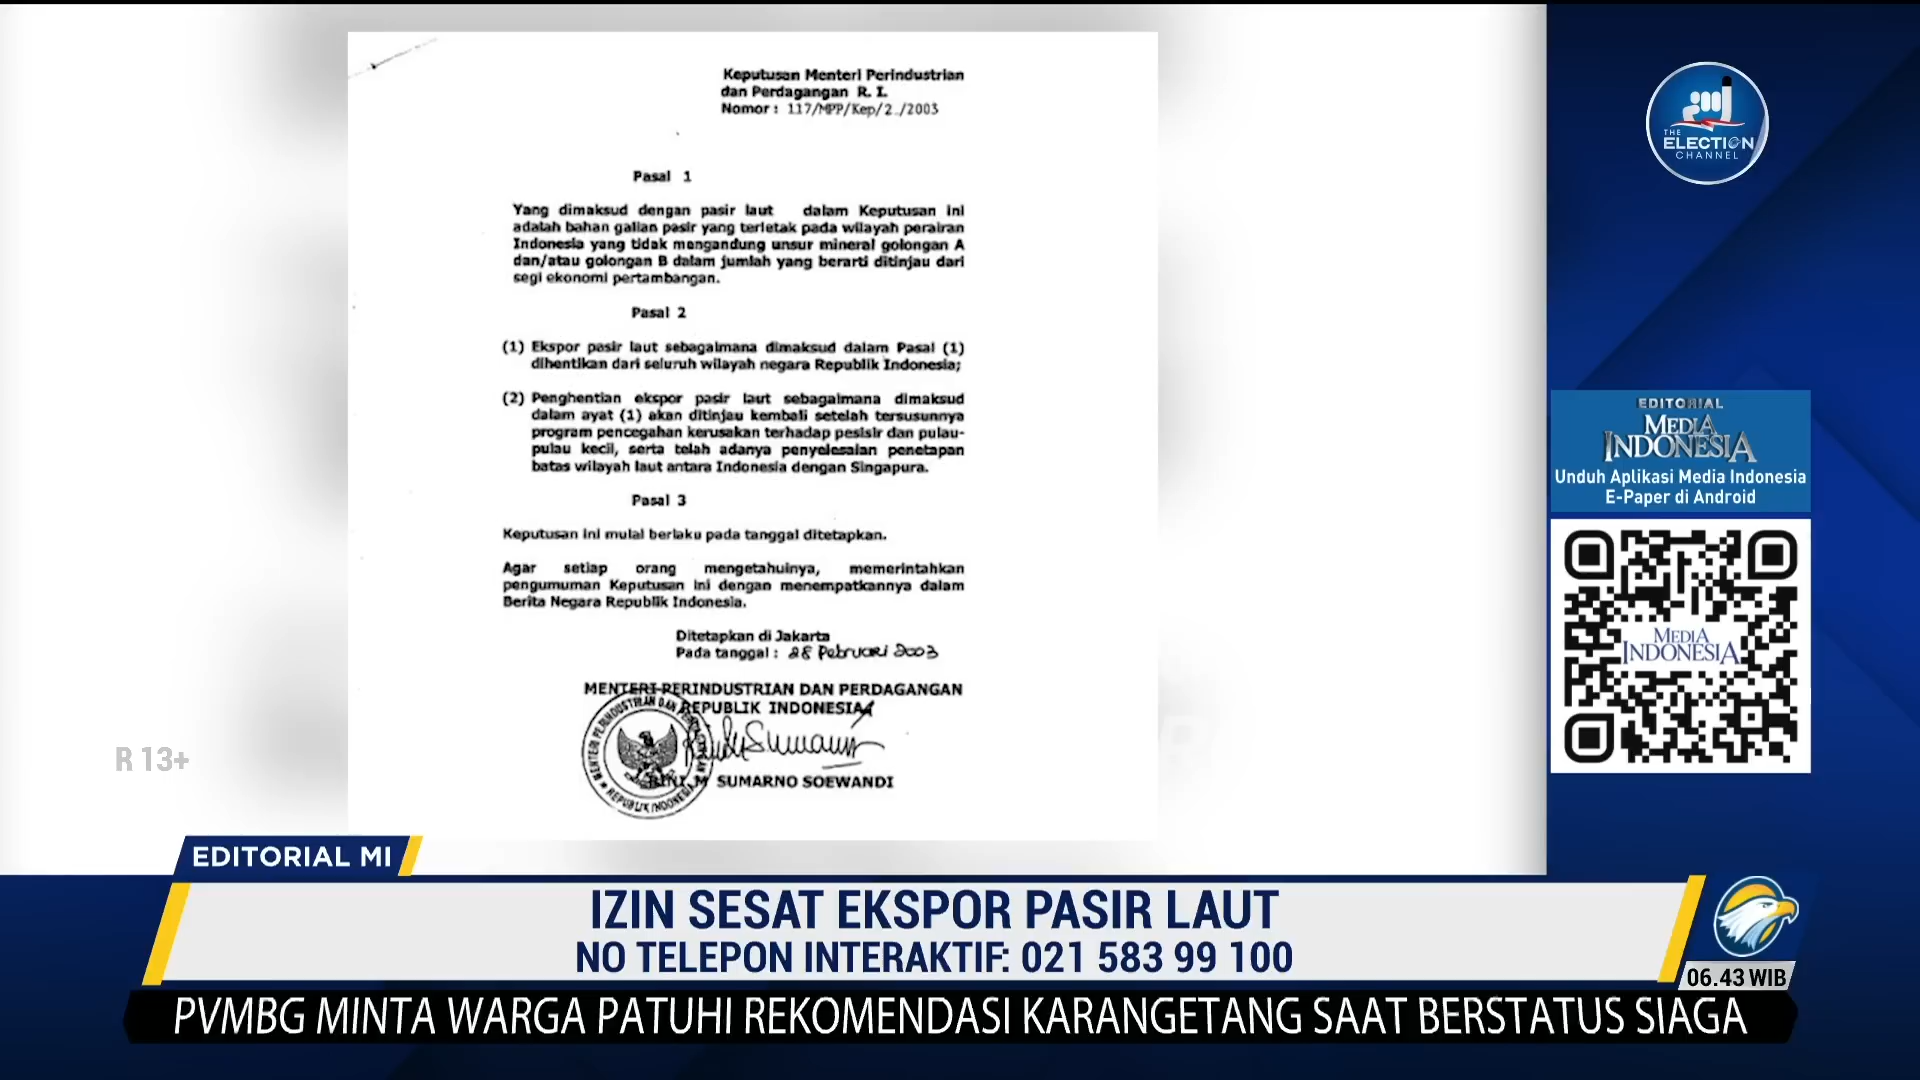 Keputusan Menteri Perindustrian
dan Perdagangan R. I.
Nomor : 117/MPP/Kep/2./2003
Pasal 1
Yang dimaksud dengan pasir laut dalam Keputusan ini
adalah bahan galian pasir yang terletak pada wilayah perairan
Indonesia yang tidak mengandung unsur mineral golongan A
dan/atau golongan B dalam jumlah yang berarti ditinjau dari
segi ekonomi pertambangan.
Pasal 2
(1) Ekspor pasir laut sebagaimana dimaksud dalam Pasal (1)
dihentikan dari seluruh wilayah negara Republik Indonesia;
(2) Penghentian ekspor pasir laut sebagaimana dimaksud
dalam ayat (1) akan ditinjau kembali setelah tersusunnya
program pencegahan kerusakan terhadap pesisir dan pulau-
pulau kecil, serta telah adanya penyelesaian penetapan
batas wilayah laut antara Indonesia dengan Singapura.
Pasal 3
Keputusan ini mulai berlaku pada tanggal ditetapkan.
Agar setiap orang mengetahuinya, memerintahkan
pengumuman Keputusan ini dengan menempatkannya dalam
Berita Negara Republik Indonesia.
Ditetapkan di Jakarta
Pada tanggal : 28 Pebruari 2003
MENTERI PERINDUSTRIAN DAN PERDAGANGAN
REPUBLIK INDONESIA
MENTERI PERINDUSTRIAN DAN PERDAGANGAN
REPUBLIK INDONESIA
RINI M SUMARNO SOEWANDI
THE
ELECTION
CHANNEL
EDITORIAL
MEDIA
INDONESIA
Unduh Aplikasi Media Indonesia
E-Paper di Android
MEDIA
INDONESIA
R 13+
EDITORIAL MI
IZIN SESAT EKSPOR PASIR LAUT
NO TELEPON INTERAKTIF: 021 583 99 100
06.43 WIB
PVMBG MINTA WARGA PATUHI REKOMENDASI KARANGETANG SAAT BERSTATUS SIAGA